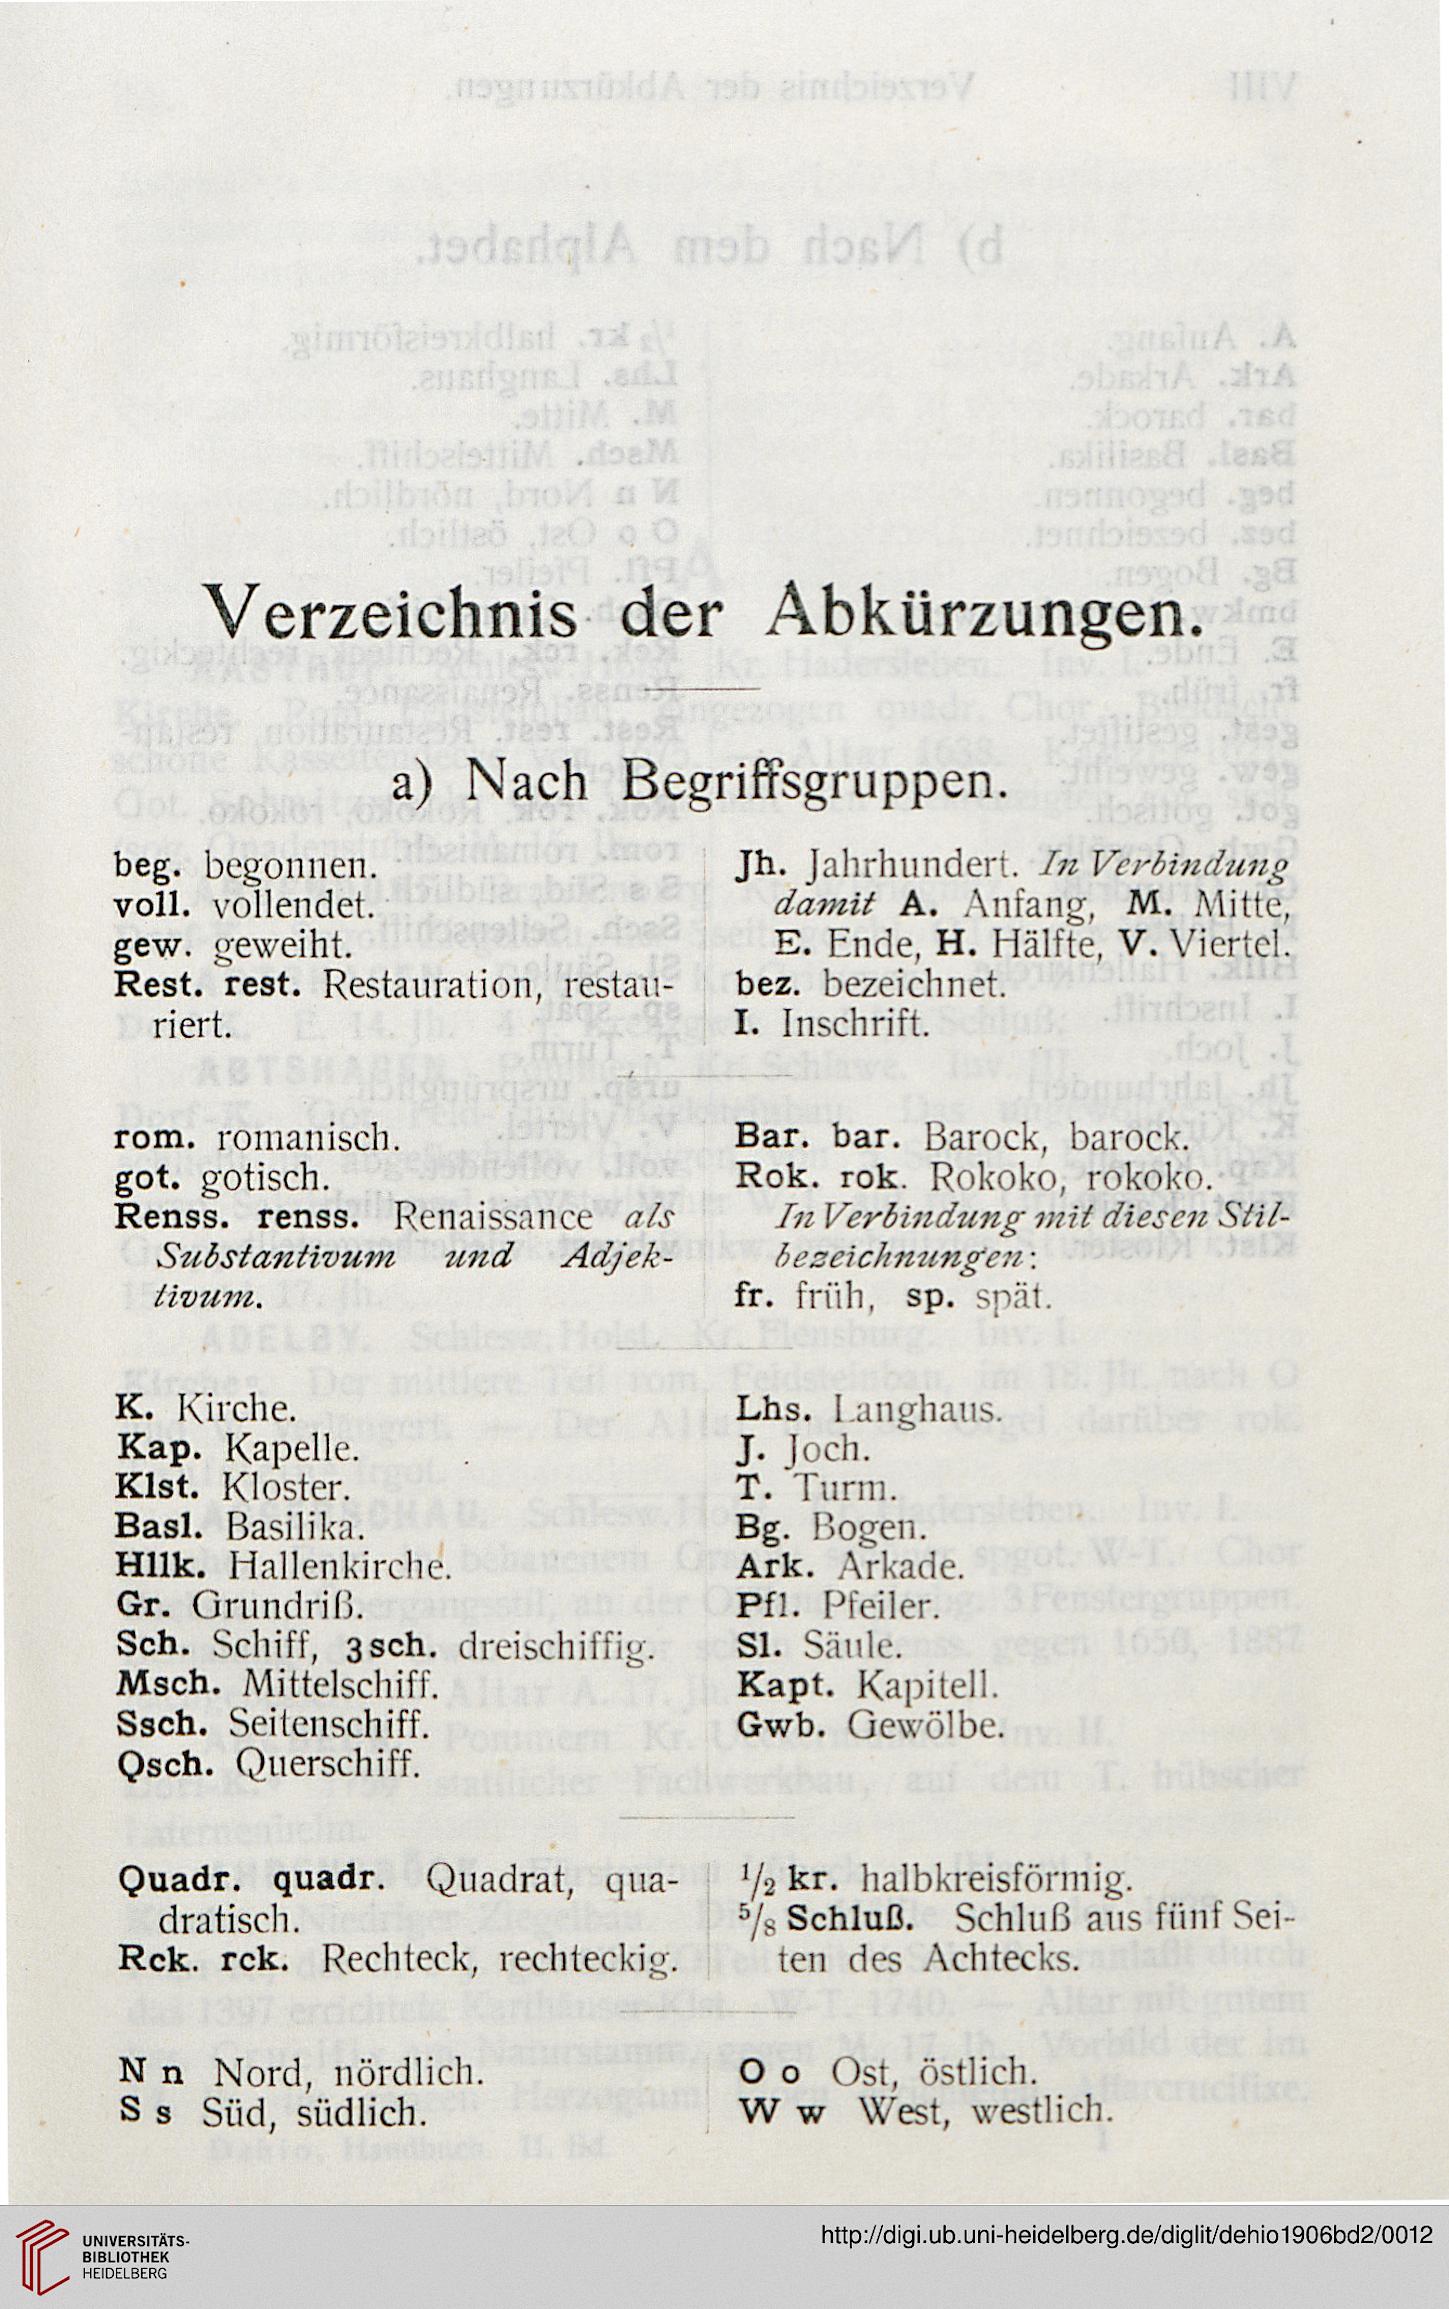 Verzeichnis der Abkürzungen.
a) Nach Begriffsgruppen.
beg. begonnen.
voll. vollendet.
gew. geweiht.
Rest. rest. Restauration, restau-
riert.
Jh. Jahrhundert. In Verbindung
damit A. Anfang, M. Mitte,
E. Ende, H. Hälfte, V. Viertel.
bez. bezeichnet.
I. Inschrift.
rom. romanisch.
got. gotisch.
Renss. renss. Renaissance als
Substantivum und Adjek-
tivum.
Bar. bar. Barock, barock.
Rok. rok. Rokoko, rokoko.
In Verbindung mit diesen Stil-
bezeichnungen:
fr. früh, sp. spät.
K. Kirche.
Kap. Kapelle.
Klst. Kloster.
Basl. Basilika.
Hllk. Hallenkirche.
Gr. Grundriß.
Sch. Schiff, 3sch. dreischiffig.
Msch. Mittelschiff.
Ssch. Seitenschiff.
Qsch. Querschiff.
Lhs. Langhaus.
J. Joch.
T. Turm.
Bg. Bogen.
Ark. Arkade.
Pfl. Pfeiler.
Sl. Säule.
Kapt. Kapitell.
Gwb. Gewölbe.
Quadr. quadr. Quadrat, qua-
dratisch.
Rck. rck. Rechteck, rechteckig.
1/2 kr. halbkreisförmig.
5/8 Schluß. Schluß aus fünf Sei-
ten des Achtecks.
N n Nord, nördlich.
S s Süd, südlich.
O o Ost, östlich.
W w West, westlich.
UNIVERSITÄTS-
BIBLIOTHEK
HEIDELBERG
http://digi.ub.uni-heidelberg.de/diglit/dehio1906bd2/0012